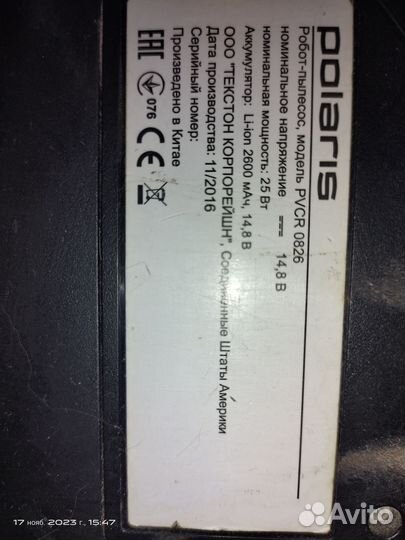 polaris
Робот-пылесос, модель PVCR 0826
номинальное напряжение 14,8 В
номинальная мощность: 25 Вт
Аккумулятор: Li-ion 2600 мАч, 14,8 В
ООО "ТЕКСТОН КОРПОРЕЙШН", Соединенные Штаты Америки
Дата производства: 11/2016
Серийный номер:
Произведено в Китае
076
CE
EAC
17 нояб. 2023 г., 15:47
Avito